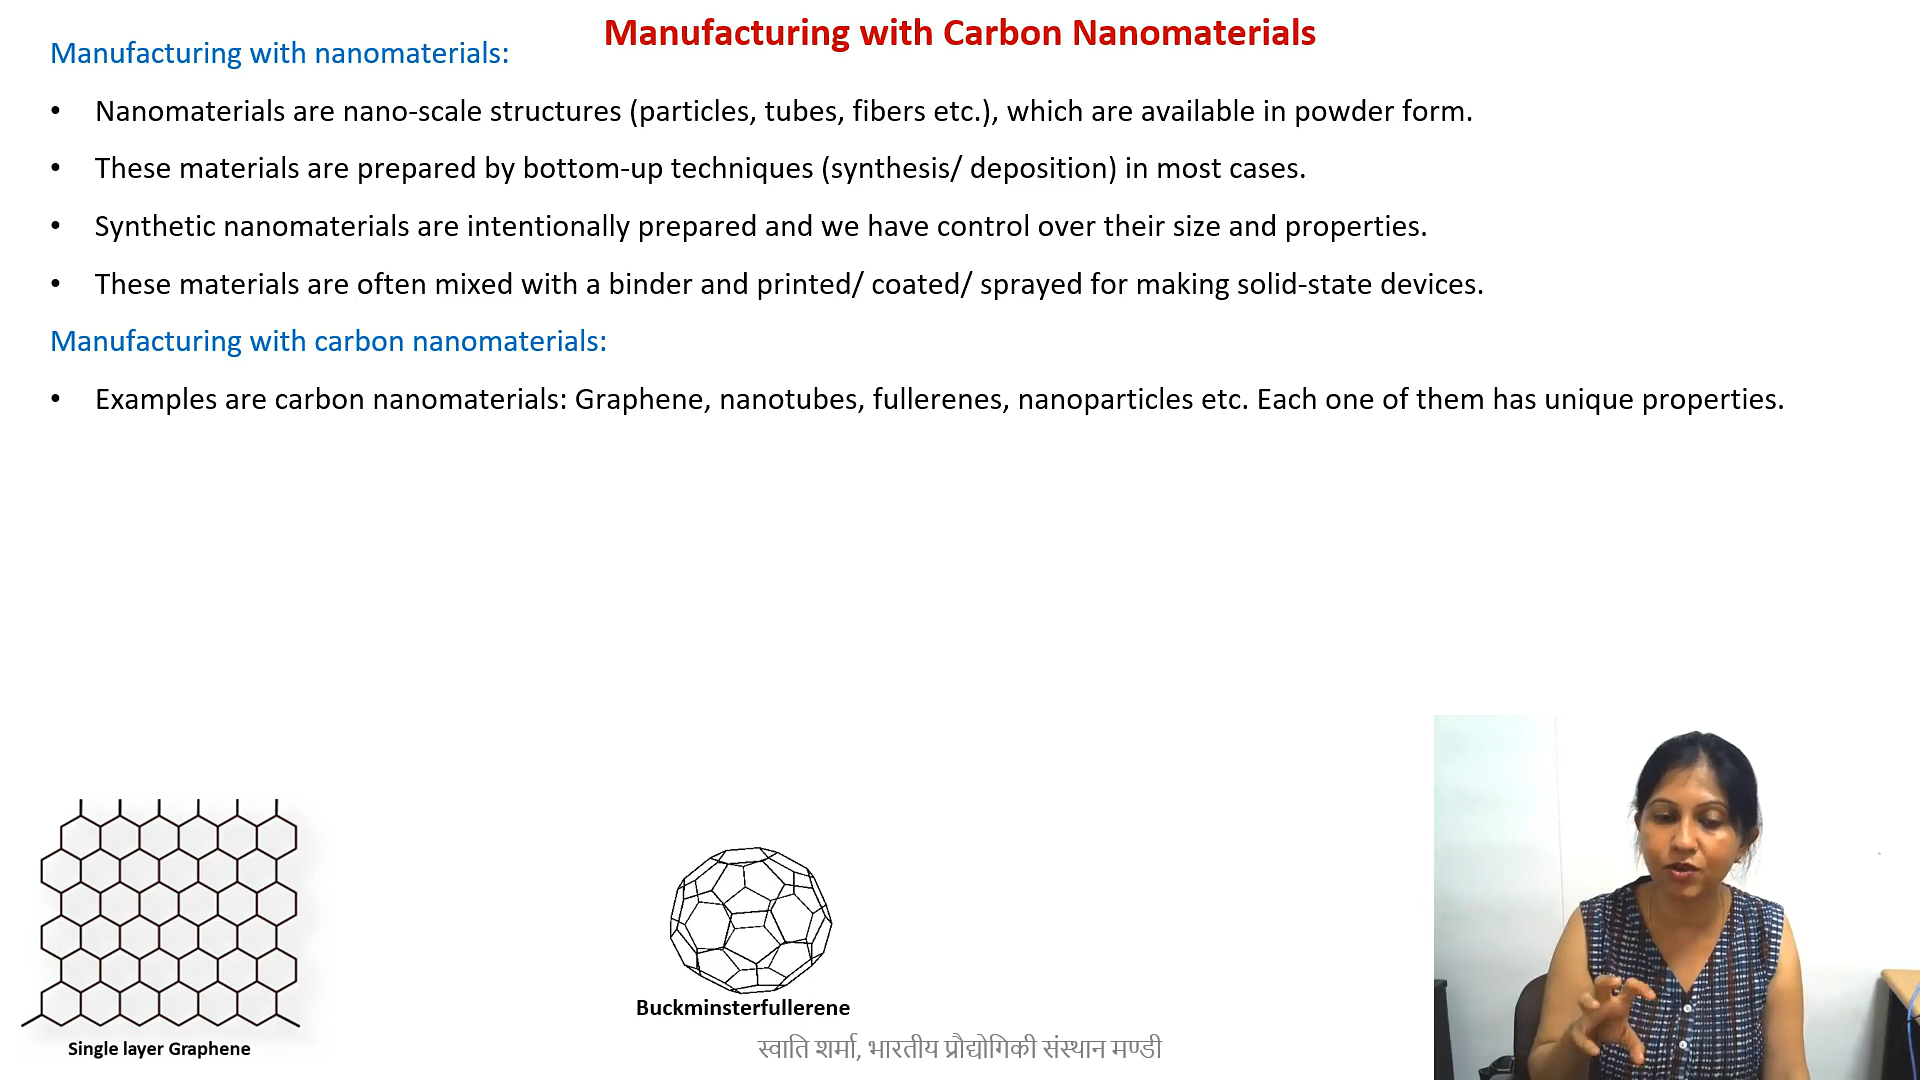 Manufacturing with Carbon Nanomaterials
Manufacturing with nanomaterials:
• Nanomaterials are nano-scale structures (particles, tubes, fibers etc.), which are available in powder form.
• These materials are prepared by bottom-up techniques (synthesis/ deposition) in most cases.
• Synthetic nanomaterials are intentionally prepared and we have control over their size and properties.
• These materials are often mixed with a binder and printed/ coated/ sprayed for making solid-state devices.
Manufacturing with carbon nanomaterials:
• Examples are carbon nanomaterials: Graphene, nanotubes, fullerenes, nanoparticles etc. Each one of them has unique properties.
Single layer Graphene
Buckminsterfullerene
स्वाति शर्मा, भारतीय प्रौद्योगिकी संस्थान मण्डी